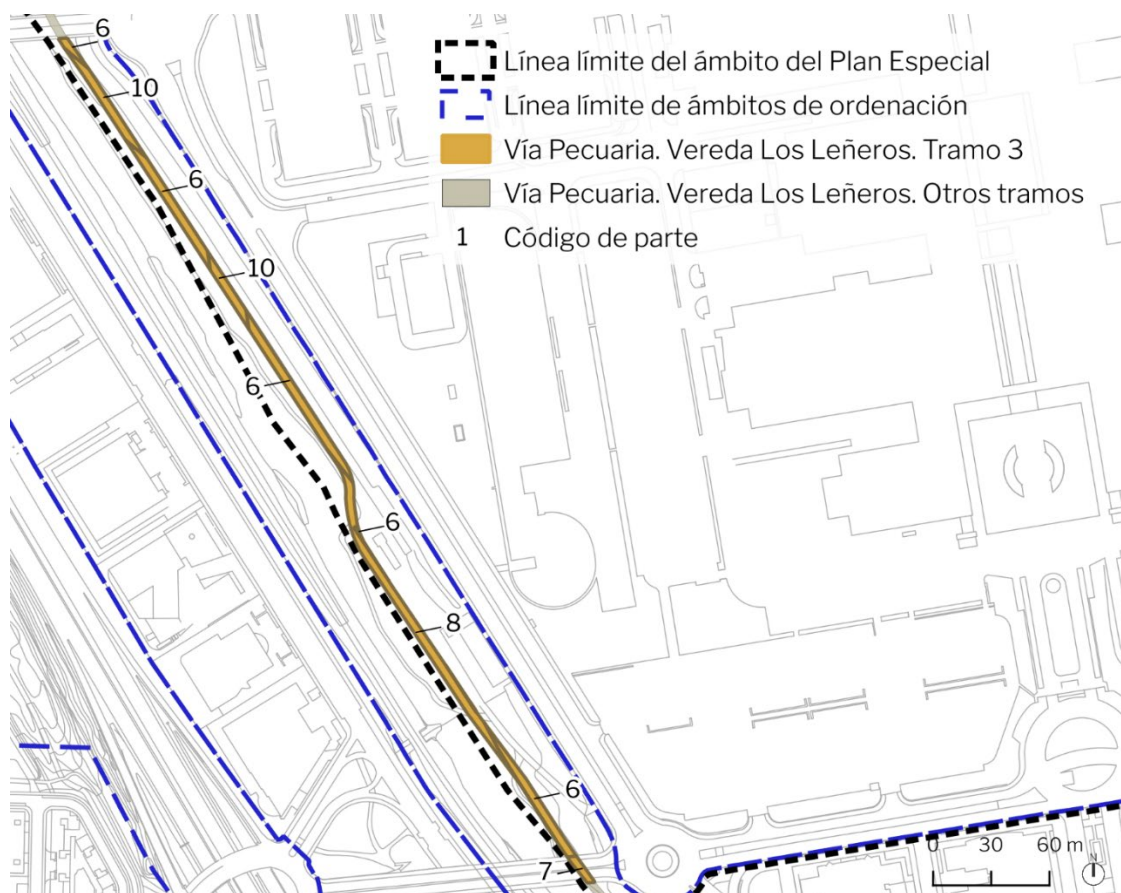 6
Línea límite del ámbito del Plan Especial
10
Línea límite de ámbitos de ordenación
Vía Pecuaria. Vereda Los Leñeros. Tramo 3
6
Vía Pecuaria. Vereda Los Leñeros. Otros tramos
1 Código de parte
10
6
6
8
6
0 30 60 m
N
7